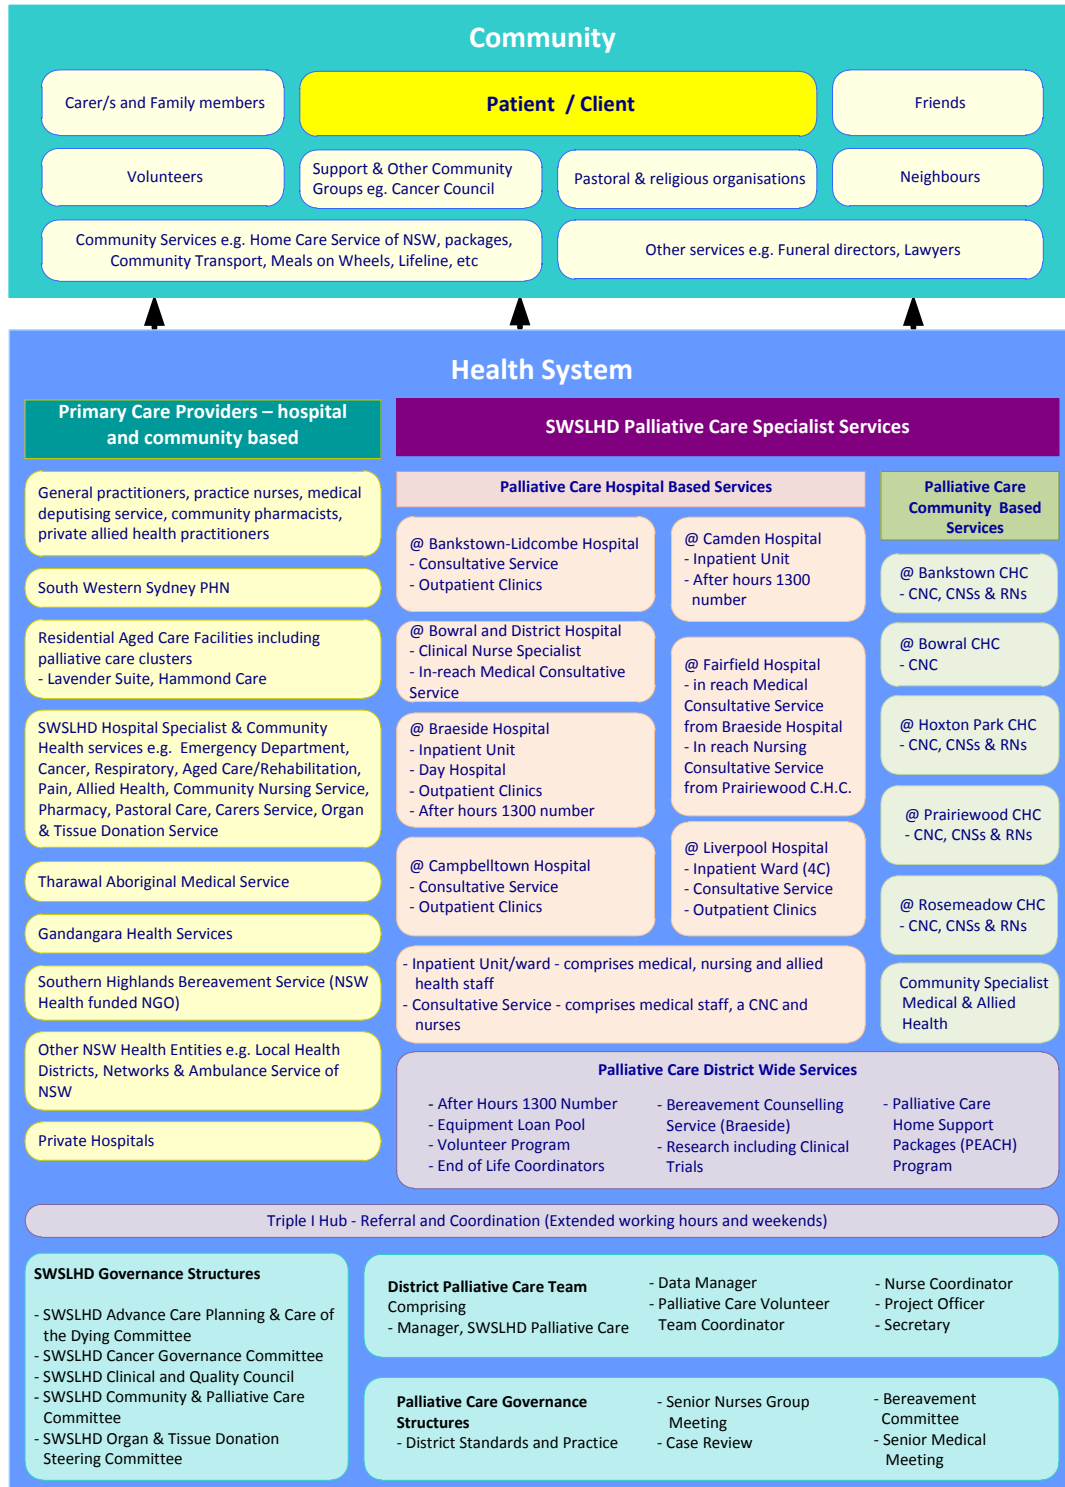 Community
Carer/s and Family members
Patient / Client
Friends
Volunteers
Support & Other Community
Groups eg. Cancer Council
Pastoral & religious organisations
Neighbours
Community Services e.g. Home Care Service of NSW, packages,
Community Transport, Meals on Wheels, Lifeline, etc
Other services e.g. Funeral directors, Lawyers
Health System
Primary Care Providers – hospital
and community based
General practitioners, practice nurses, medical
deputising service, community pharmacists,
private allied health practitioners
South Western Sydney PHN
Residential Aged Care Facilities including
palliative care clusters
- Lavender Suite, Hammond Care
SWSLHD Hospital Specialist & Community
Health services e.g. Emergency Department,
Cancer, Respiratory, Aged Care/Rehabilitation,
Pain, Allied Health, Community Nursing Service,
Pharmacy, Pastoral Care, Carers Service, Organ
& Tissue Donation Service
Tharawal Aboriginal Medical Service
Gandangara Health Services
Southern Highlands Bereavement Service (NSW
Health funded NGO)
Other NSW Health Entities e.g. Local Health
Districts, Networks & Ambulance Service of
NSW
Private Hospitals
SWSLHD Palliative Care Specialist Services
Palliative Care Hospital Based Services
@ Bankstown-Lidcombe Hospital
- Consultative Service
- Outpatient Clinics
@ Bowral and District Hospital
- Clinical Nurse Specialist
- In-reach Medical Consultative
Service
@ Braeside Hospital
- Inpatient Unit
- Day Hospital
- Outpatient Clinics
- After hours 1300 number
@ Campbelltown Hospital
- Consultative Service
- Outpatient Clinics
@ Camden Hospital
- Inpatient Unit
- After hours 1300
number
@ Fairfield Hospital
- in reach Medical
Consultative Service
from Braeside Hospital
- In reach Nursing
Consultative Service
from Prairiewood C.H.C.
@ Liverpool Hospital
- Inpatient Ward (4C)
- Consultative Service
- Outpatient Clinics
- Inpatient Unit/ward - comprises medical, nursing and allied
health staff
- Consultative Service - comprises medical staff, a CNC and
nurses
Palliative Care
Community Based
Services
@ Bankstown CHC
- CNC, CNSs & RNs
@ Bowral CHC
- CNC
@ Hoxton Park CHC
- CNC, CNSs & RNs
@ Prairiewood CHC
- CNC, CNSs & RNs
@ Rosemeadow CHC
- CNC, CNSs & RNs
Community Specialist
Medical & Allied
Health
Palliative Care District Wide Services
- After Hours 1300 Number
- Equipment Loan Pool
- Volunteer Program
- End of Life Coordinators
- Bereavement Counselling
Service (Braeside)
- Research including Clinical
Trials
- Palliative Care
Home Support
Packages (PEACH)
Program
Triple I Hub - Referral and Coordination (Extended working hours and weekends)
SWSLHD Governance Structures
- SWSLHD Advance Care Planning & Care of
the Dying Committee
- SWSLHD Cancer Governance Committee
- SWSLHD Clinical and Quality Council
- SWSLHD Community & Palliative Care
Committee
- SWSLHD Organ & Tissue Donation
Steering Committee
District Palliative Care Team
Comprising
- Manager, SWSLHD Palliative Care
- Data Manager
- Palliative Care Volunteer
Team Coordinator
- Nurse Coordinator
- Project Officer
- Secretary
Palliative Care Governance
Structures
- District Standards and Practice
- Senior Nurses Group
Meeting
- Case Review
- Bereavement
Committee
- Senior Medical
Meeting